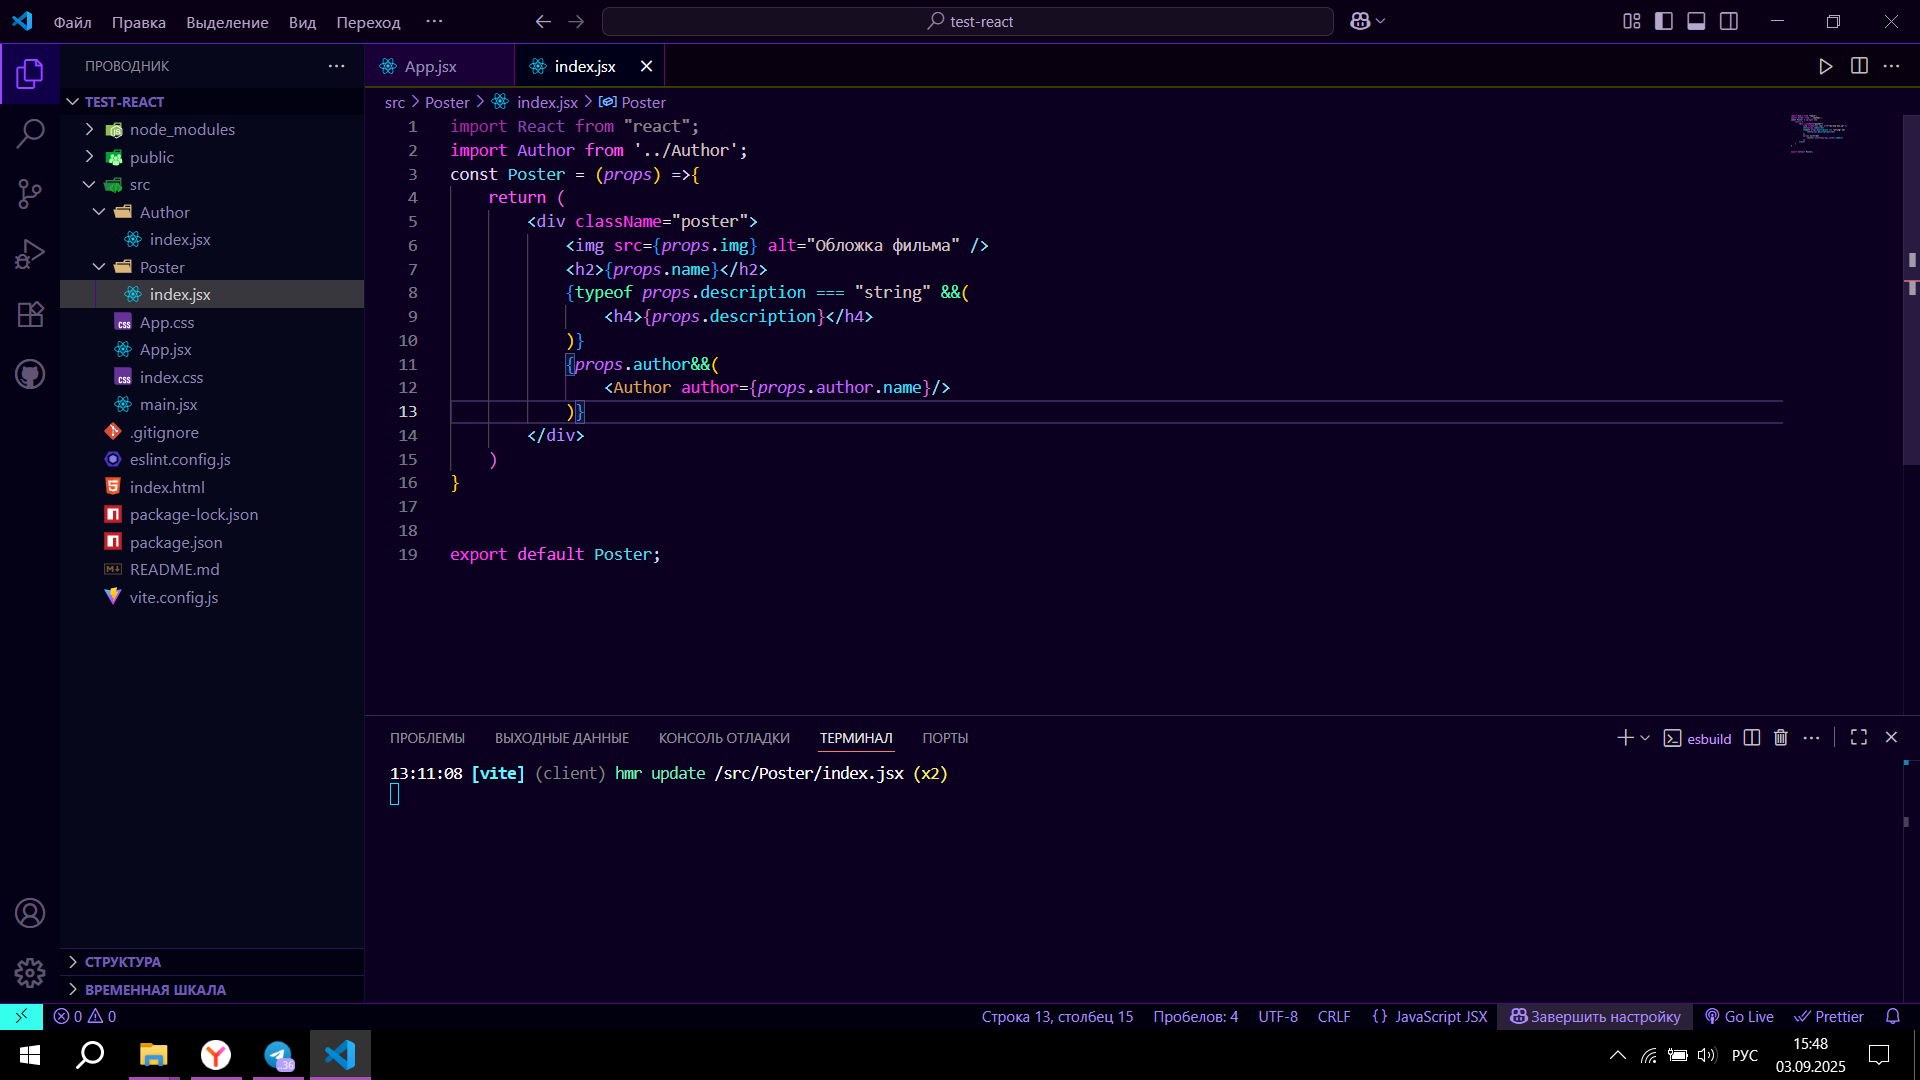 Файл Правка Выделение Вид Переход ··· test-react
ПРОВОДНИК ···
TEST-REACT
node_modules
public
src
Author
index.jsx
Poster
index.jsx
App.css
App.jsx
index.css
main.jsx
.gitignore
eslint.config.js
index.html
package-lock.json
package.json
README.md
vite.config.js
СТРУКТУРА
ВРЕМЕННАЯ ШКАЛА
App.jsx index.jsx
src > Poster > index.jsx > Poster
1 import React from "react";
2 import Author from '../Author';
3 const Poster = (props) =>{
4 return (
5 <div className="poster">
6 <img src={props.img} alt="Обложка фильма" />
7 <h2>{props.name}</h2>
8 {typeof props.description === "string" &&(
9 <h4>{props.description}</h4>
10 )}
11 {props.author&&(
12 <Author author={props.author.name}/>
13 )}
14 </div>
15 )
16 }
17
18
19 export default Poster;
ПРОБЛЕМЫ ВЫХОДНЫЕ ДАННЫЕ КОНСОЛЬ ОТЛАДКИ ТЕРМИНАЛ ПОРТЫ esbuild
13:11:08 [vite] (client) hmr update /src/Poster/index.jsx (x2)
0 0 Строка 13, столбец 15 Пробелов: 4 UTF-8 CRLF {} JavaScript JSX Завершить настройку Go Live Prettier
РУС 15:48
03.09.2025